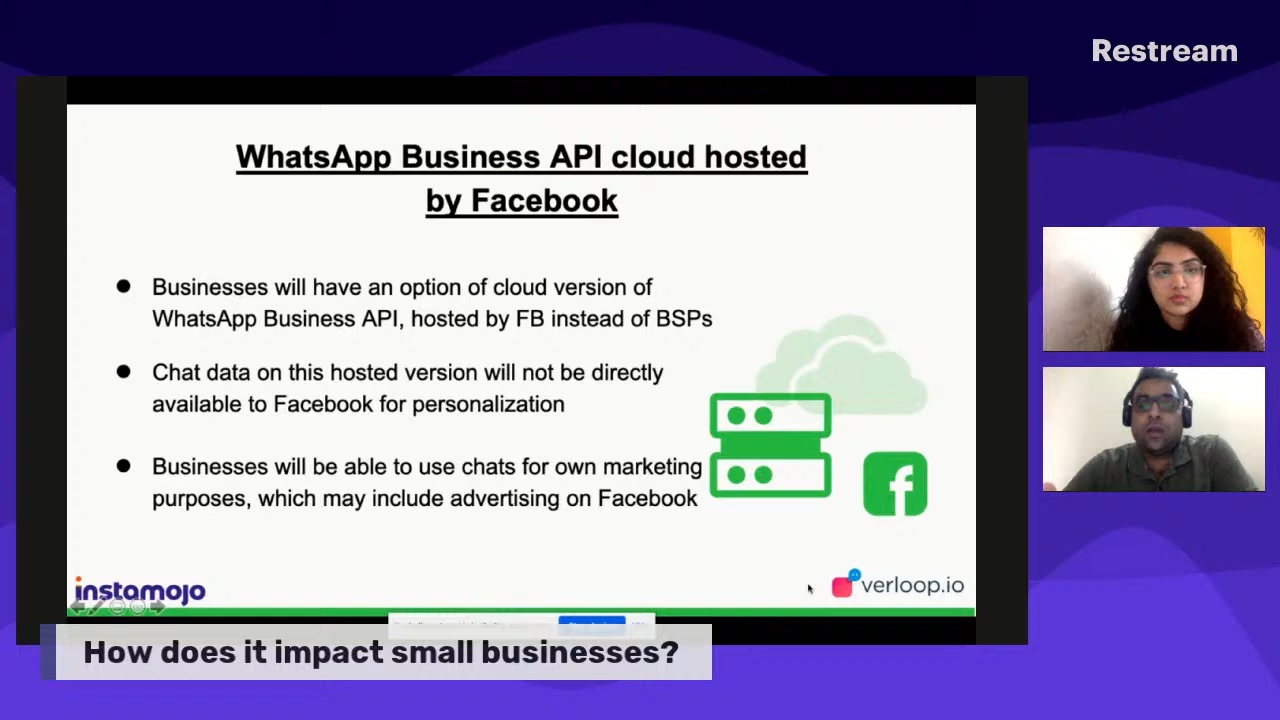 Restream
WhatsApp Business API cloud hosted
by Facebook
● Businesses will have an option of cloud version of
WhatsApp Business API, hosted by FB instead of BSPs
● Chat data on this hosted version will not be directly
available to Facebook for personalization
● Businesses will be able to use chats for own marketing
purposes, which may include advertising on Facebook
instamojo
verloop.io
How does it impact small businesses?